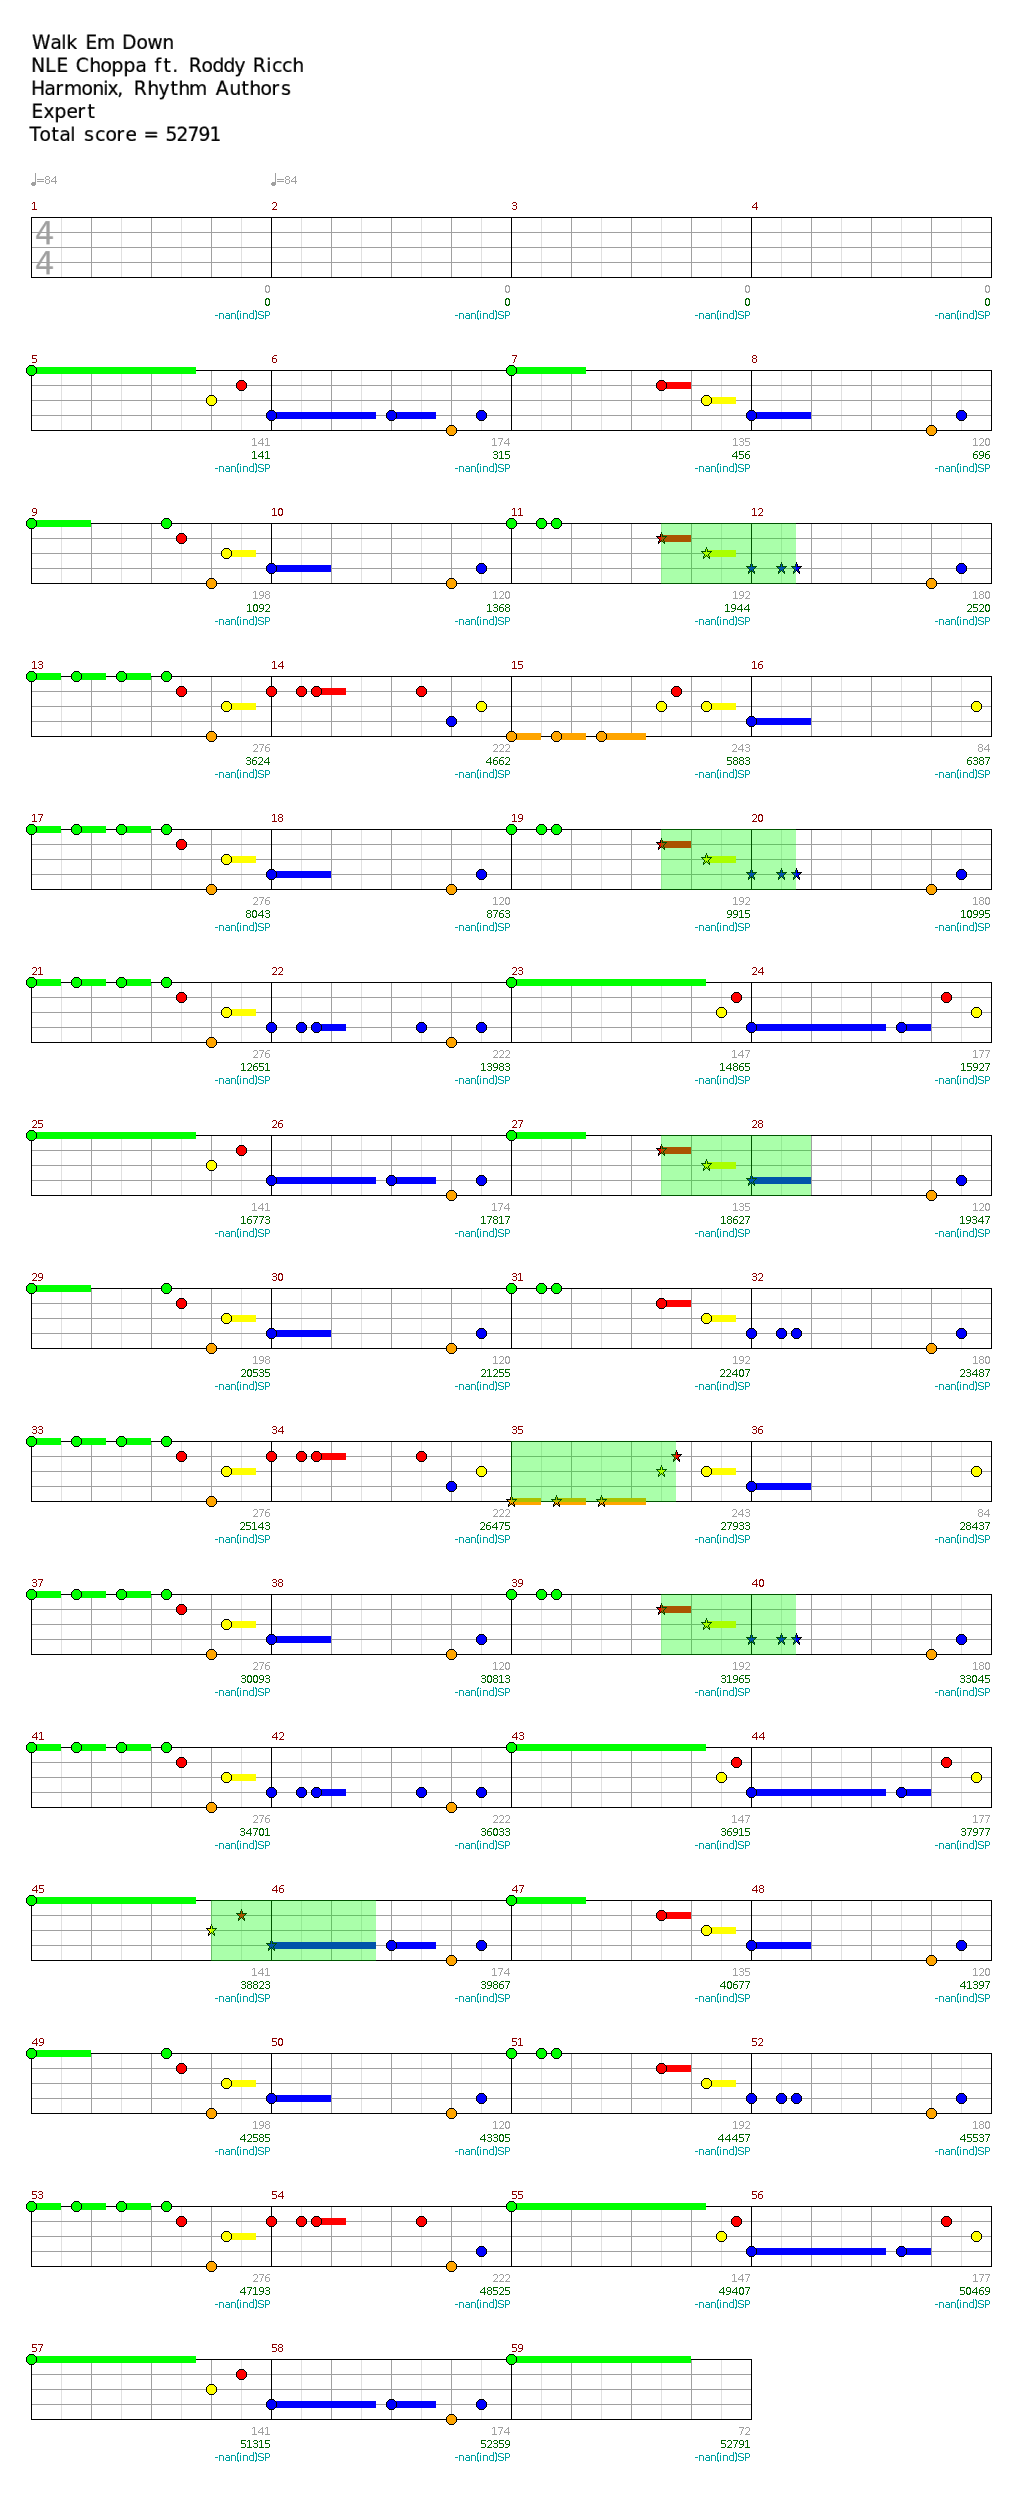 Walk Em Down
NLE Choppa ft. Roddy Ricch
Harmonix, Rhythm Authors
Expert
Total score = 52791
=84 =84
1 2 3 4
4
4
0 0 0 0
0 0 0 0
-nan(ind)SP -nan(ind)SP -nan(ind)SP -nan(ind)SP
5 6 7 8
141 174 135 120
141 315 456 696
-nan(ind)SP -nan(ind)SP -nan(ind)SP -nan(ind)SP
9 10 11 12
198 120 192 180
1092 1368 1944 2520
-nan(ind)SP -nan(ind)SP -nan(ind)SP -nan(ind)SP
13 14 15 16
276 222 243 84
3624 4662 5883 6387
-nan(ind)SP -nan(ind)SP -nan(ind)SP -nan(ind)SP
17 18 19 20
276 120 192 180
8043 8763 9915 10995
-nan(ind)SP -nan(ind)SP -nan(ind)SP -nan(ind)SP
21 22 23 24
276 222 147 177
12651 13983 14865 15927
-nan(ind)SP -nan(ind)SP -nan(ind)SP -nan(ind)SP
25 26 27 28
141 174 135 120
16773 17817 18627 19347
-nan(ind)SP -nan(ind)SP -nan(ind)SP -nan(ind)SP
29 30 31 32
198 120 192 180
20535 21255 22407 23487
-nan(ind)SP -nan(ind)SP -nan(ind)SP -nan(ind)SP
33 34 35 36
276 222 243 84
25143 26475 27933 28437
-nan(ind)SP -nan(ind)SP -nan(ind)SP -nan(ind)SP
37 38 39 40
276 120 192 180
30093 30813 31965 33045
-nan(ind)SP -nan(ind)SP -nan(ind)SP -nan(ind)SP
41 42 43 44
276 222 147 177
34701 36033 36915 37977
-nan(ind)SP -nan(ind)SP -nan(ind)SP -nan(ind)SP
45 46 47 48
141 174 135 120
38823 39867 40677 41397
-nan(ind)SP -nan(ind)SP -nan(ind)SP -nan(ind)SP
49 50 51 52
198 120 192 180
42585 43305 44457 45537
-nan(ind)SP -nan(ind)SP -nan(ind)SP -nan(ind)SP
53 54 55 56
276 222 147 177
47193 48525 49407 50469
-nan(ind)SP -nan(ind)SP -nan(ind)SP -nan(ind)SP
57 58 59
141 174 72
51315 52359 52791
-nan(ind)SP -nan(ind)SP -nan(ind)SP